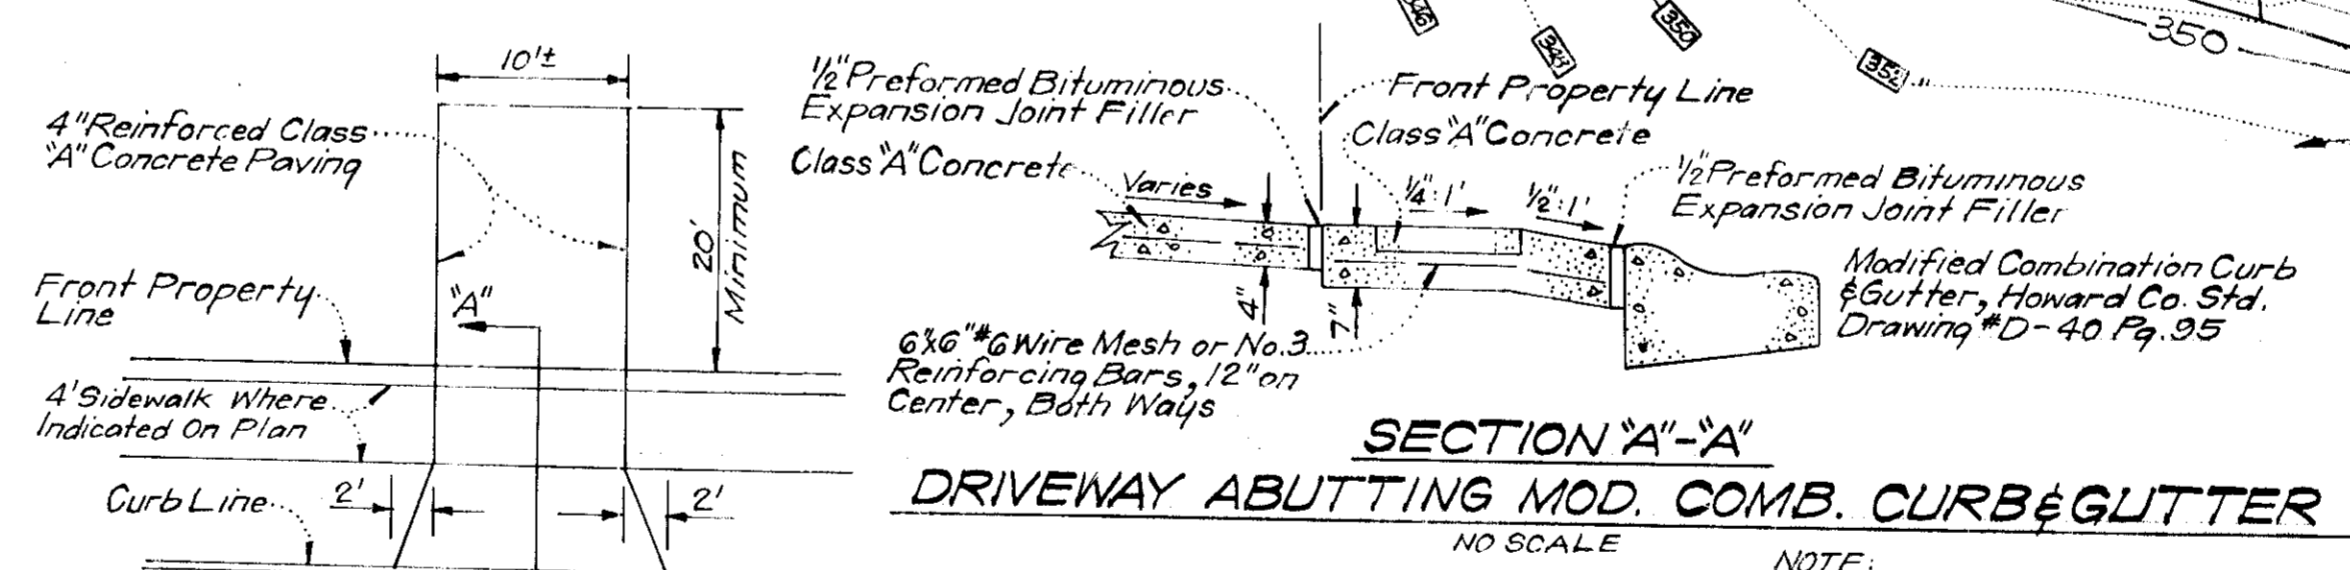 10'±
4" Reinforced Class
"A" Concrete Paving
20'
Minimum
Front Property
Line
"A"
4' Sidewalk Where
Indicated On Plan
Curb Line
2'
2'
346
343
350
352
350
1/2" Preformed Bituminous
Expansion Joint Filler
Front Property Line
Class "A" Concrete
Class "A" Concrete
Varies
1/4":1'
1/2":1'
1/2" Preformed Bituminous
Expansion Joint Filler
4"
7"
Modified Combination Curb
& Gutter, Howard Co. Std.
Drawing #D-40 Pg. 95
6"x6" #6 Wire Mesh or No. 3
Reinforcing Bars, 12" on
Center, Both Ways
SECTION "A"-"A"
DRIVEWAY ABUTTING MOD. COMB. CURB & GUTTER
NO SCALE
NOTE: